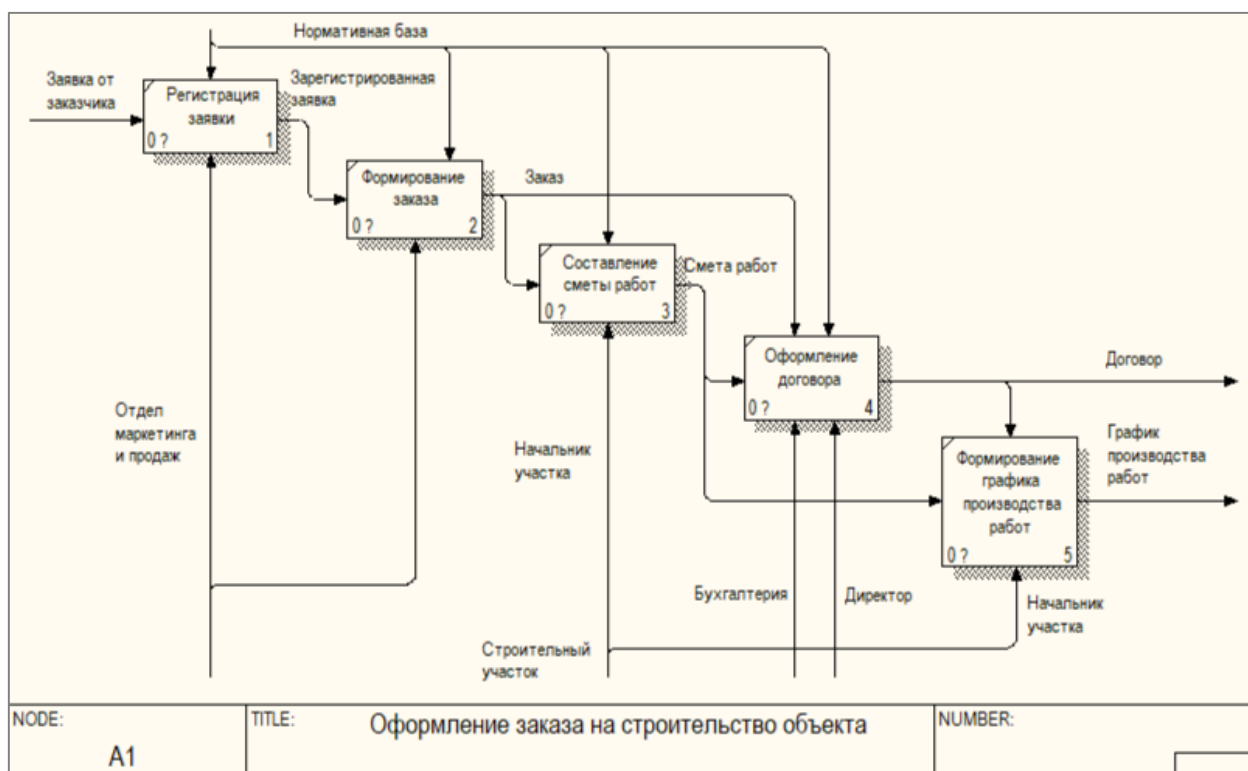 Нормативная база
Заявка от
заказчика
Регистрация
заявки
0 ?
1
Зарегистрированная
заявка
Формирование
заказа
0 ?
2
Заказ
Составление
сметы работ
0 ?
3
Смета работ
Оформление
договора
0 ?
4
Договор
Отдел
маркетинга
и продаж
Начальник
участка
Формирование
графика
производства
работ
0 ?
5
График
производства
работ
Бухгалтерия
Директор
Начальник
участка
Строительный
участок
NODE:
A1
TITLE:
Оформление заказа на строительство объекта
NUMBER: